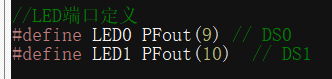 //LED端口定义
#define LED0 PFout(9) // DS0
#define LED1 PFout(10)  // DS1